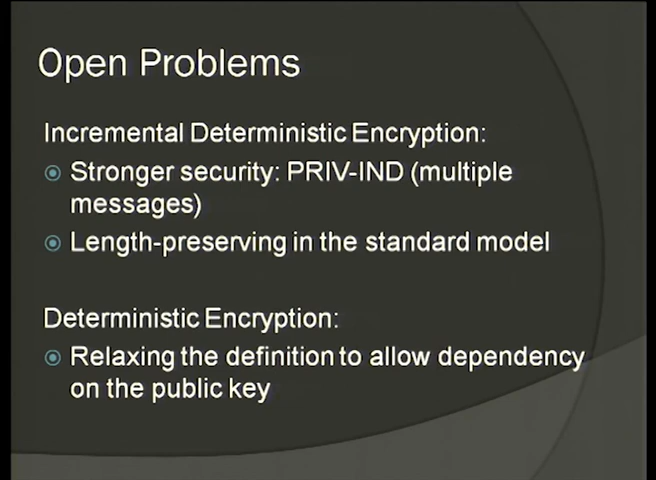 Open Problems
Incremental Deterministic Encryption:
Stronger security: PRIV-IND (multiple
messages)
Length-preserving in the standard model
Deterministic Encryption:
Relaxing the definition to allow dependency
on the public key